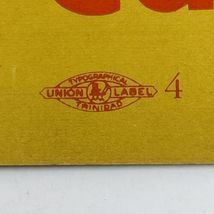 TYPOGRAPHICAL
UNION LABEL
TRINIDAD
4